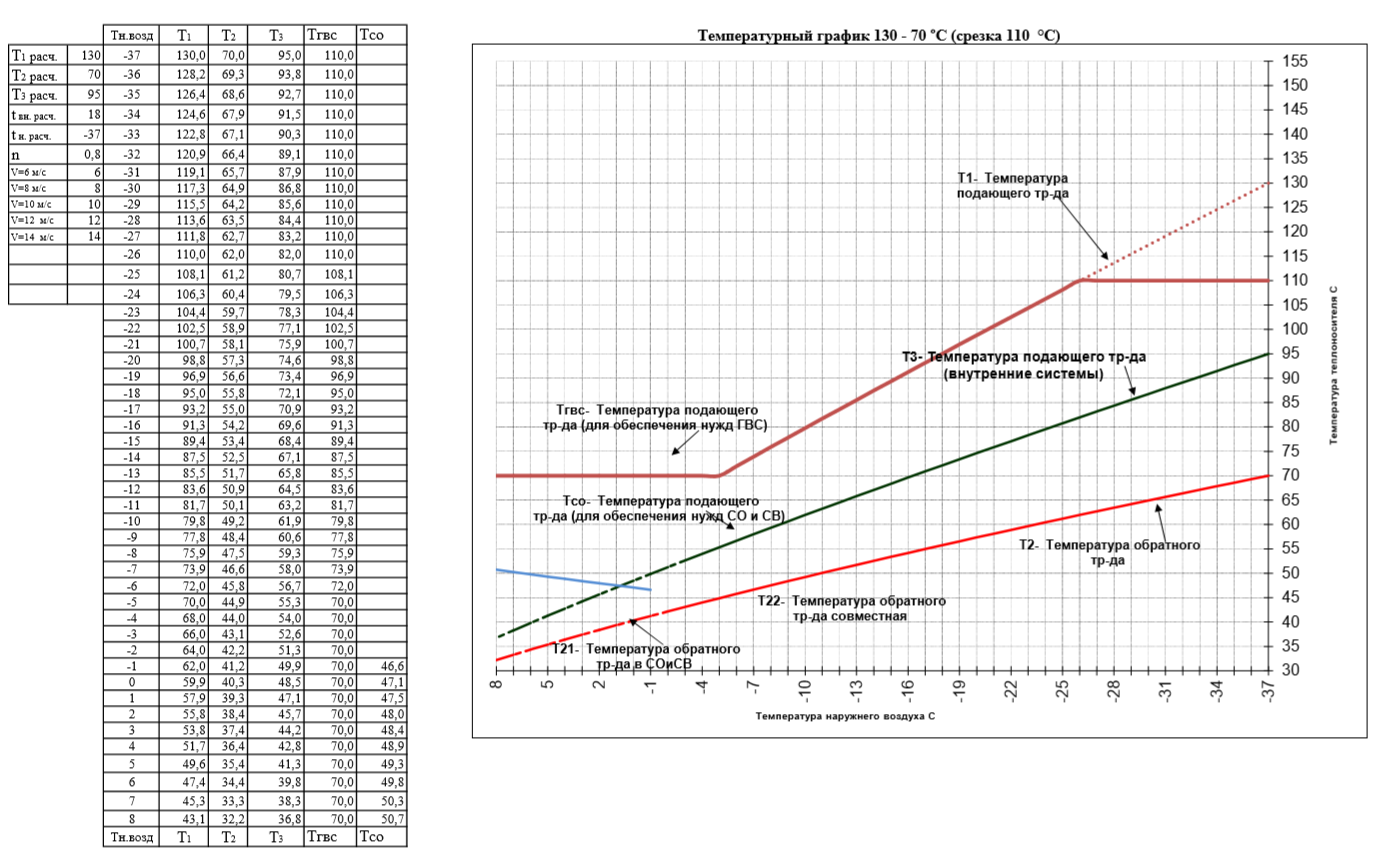 Тн.возд T1 T2 T3 Тгвс Tсо
T1 расч. 130 -37 130,0 70,0 95,0 110,0
T2 расч. 70 -36 128,2 69,3 93,8 110,0
T3 расч. 95 -35 126,4 68,6 92,7 110,0
t вн. расч. 18 -34 124,6 67,9 91,5 110,0
t н. расч. -37 -33 122,8 67,1 90,3 110,0
n 0,8 -32 120,9 66,4 89,1 110,0
V=6 м/с 6 -31 119,1 65,7 87,9 110,0
V=8 м/с 8 -30 117,3 64,9 86,8 110,0
V=10 м/с 10 -29 115,5 64,2 85,6 110,0
V=12 м/с 12 -28 113,6 63,5 84,4 110,0
V=14 м/с 14 -27 111,8 62,7 83,2 110,0
-26 110,0 62,0 82,0 110,0
-25 108,1 61,2 80,7 108,1
-24 106,3 60,4 79,5 106,3
-23 104,4 59,7 78,3 104,4
-22 102,5 58,9 77,1 102,5
-21 100,7 58,1 75,9 100,7
-20 98,8 57,3 74,6 98,8
-19 96,9 56,6 73,4 96,9
-18 95,0 55,8 72,1 95,0
-17 93,2 55,0 70,9 93,2
-16 91,3 54,2 69,6 91,3
-15 89,4 53,4 68,4 89,4
-14 87,5 52,5 67,1 87,5
-13 85,5 51,7 65,8 85,5
-12 83,6 50,9 64,5 83,6
-11 81,7 50,1 63,2 81,7
-10 79,8 49,2 61,9 79,8
-9 77,8 48,4 60,6 77,8
-8 75,9 47,5 59,3 75,9
-7 73,9 46,6 58,0 73,9
-6 72,0 45,8 56,7 72,0
-5 70,0 44,9 55,3 70,0
-4 68,0 44,0 54,0 70,0
-3 66,0 43,1 52,6 70,0
-2 64,0 42,2 51,3 70,0
-1 62,0 41,2 49,9 70,0 46,6
0 59,9 40,3 48,5 70,0 47,1
1 57,9 39,3 47,1 70,0 47,5
2 55,8 38,4 45,7 70,0 48,0
3 53,8 37,4 44,2 70,0 48,4
4 51,7 36,4 42,8 70,0 48,9
5 49,6 35,4 41,3 70,0 49,3
6 47,4 34,4 39,8 70,0 49,8
7 45,3 33,3 38,3 70,0 50,3
8 43,1 32,2 36,8 70,0 50,7
Тн.возд T1 T2 T3 Тгвс Tсо
Температурный график 130 - 70 °С (срезка 110 °С)
155
150
145
140
135
130
125
120
115
110
105
100
95
90
85
80
75
70
65
60
55
50
45
40
35
30
Температура теплоносителя С
Т1- Температура
подающего тр-да
Т3- Температура подающего тр-да
(внутренние системы)
Тгвс- Температура подающего
тр-да (для обеспечения нужд ГВС)
Тсо- Температура подающего
тр-да (для обеспечения нужд СО и СВ)
Т2- Температура обратного
тр-да
Т22- Температура обратного
тр-да совместная
Т21- Температура обратного
тр-да в СОиСВ
8 5 2 -1 -4 -7 -10 -13 -16 -19 -22 -25 -28 -31 -34 -37
Температура наружнего воздуха С